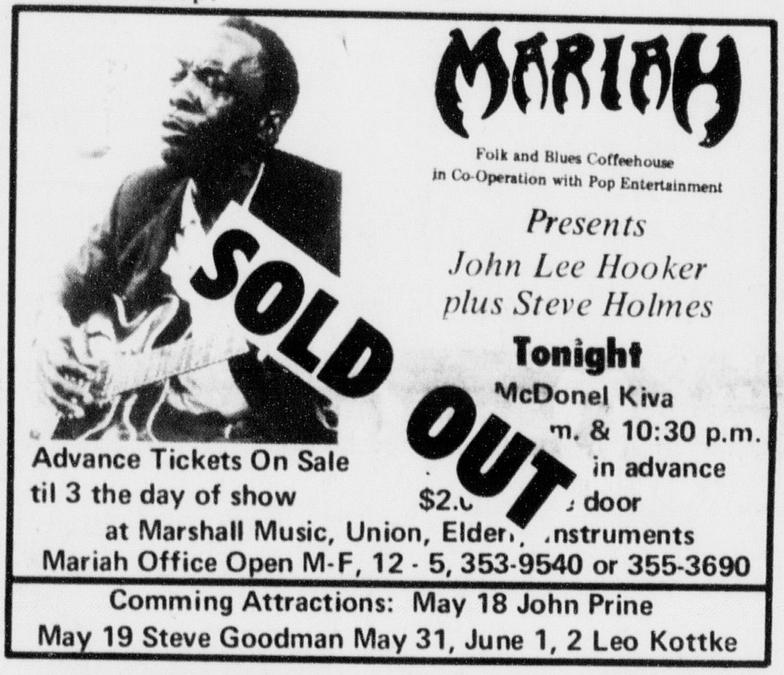 MARIAH
Folk and Blues Coffeehouse
in Co-Operation with Pop Entertainment
Presents
John Lee Hooker
plus Steve Holmes
Tonight
McDonel Kiva
m. & 10:30 p.m.
in advance
door
SOLD OUT
Advance Tickets On Sale
til 3 the day of show
at Marshall Music, Union, Elder
Mariah Office Open M-F, 12 - 5, 353-9540 or 355-3690
Comming Attractions: May 18 John Prine
May 19 Steve Goodman May 31, June 1, 2 Leo Kottke